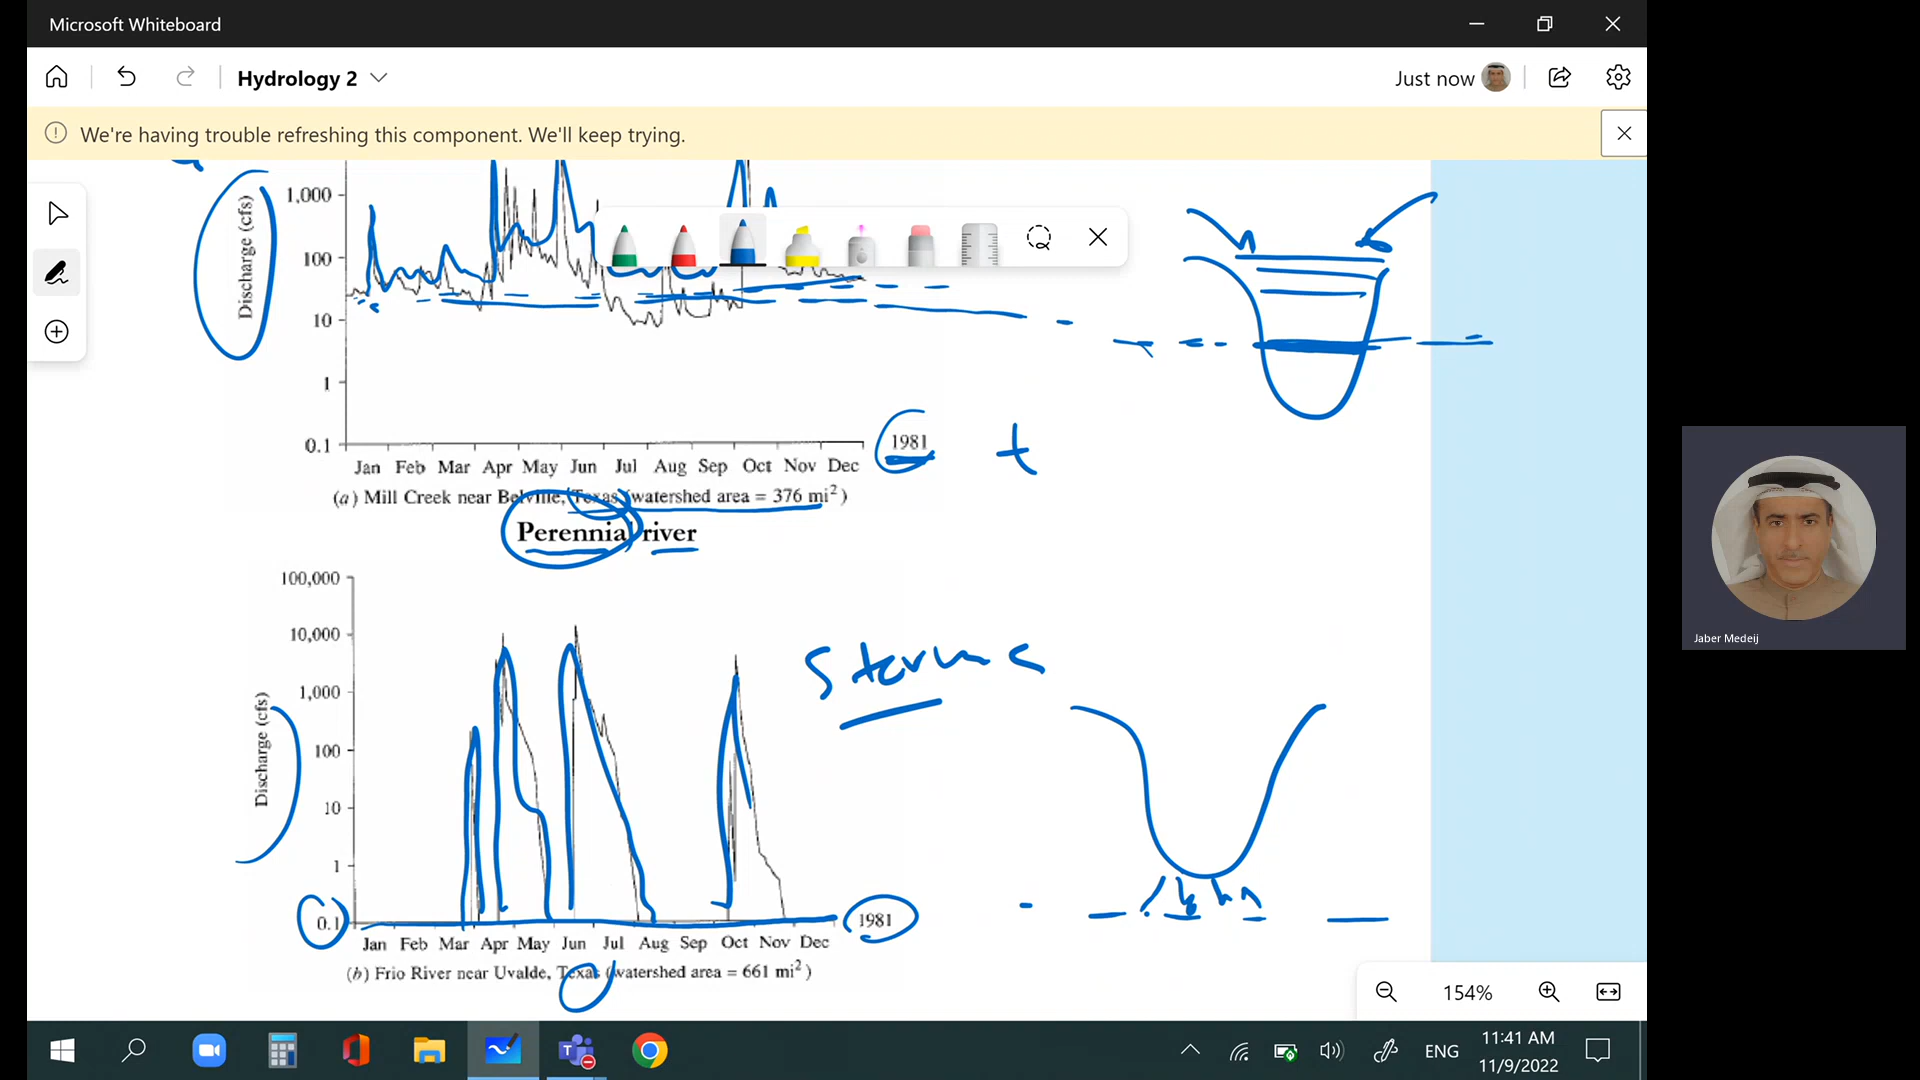 Microsoft Whiteboard
Hydrology 2
Just now
We're having trouble refreshing this component. We'll keep trying.
Discharge (cfs)
1,000
100
10
1
0.1
Jan Feb Mar Apr May Jun Jul Aug Sep Oct Nov Dec
1981
t
(a) Mill Creek near Belville, Texas (watershed area = 376 mi²)
Perennial river
Discharge (cfs)
100,000
10,000
1,000
100
10
1
0.1
storms
Jan Feb Mar Apr May Jun Jul Aug Sep Oct Nov Dec
1981
(b) Frio River near Uvalde, Texas (watershed area = 661 mi²)
154%
Jaber Medeij
ENG
11:41 AM
11/9/2022